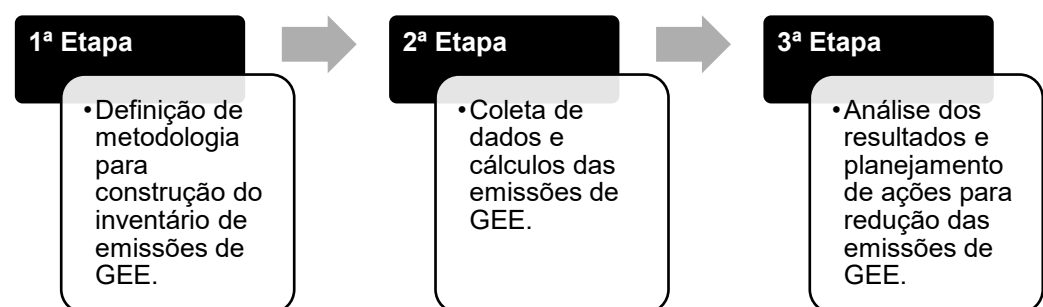 1ª Etapa
•Definição de
metodologia
para
construção do
inventário de
emissões de
GEE.
2ª Etapa
•Coleta de
dados e
cálculos das
emissões de
GEE.
3ª Etapa
•Análise dos
resultados e
planejamento
de ações para
redução das
emissões de
GEE.